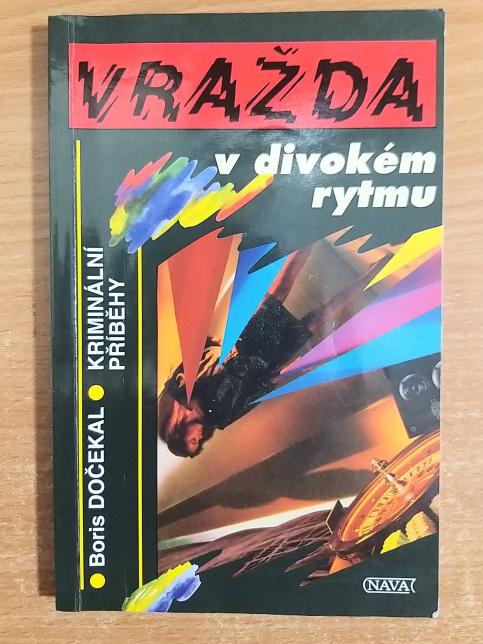 VRAŽDA
v divokém
rytmu
Boris DOČEKAL
KRIMINÁLNÍ
PŘÍBĚHY
NAVA